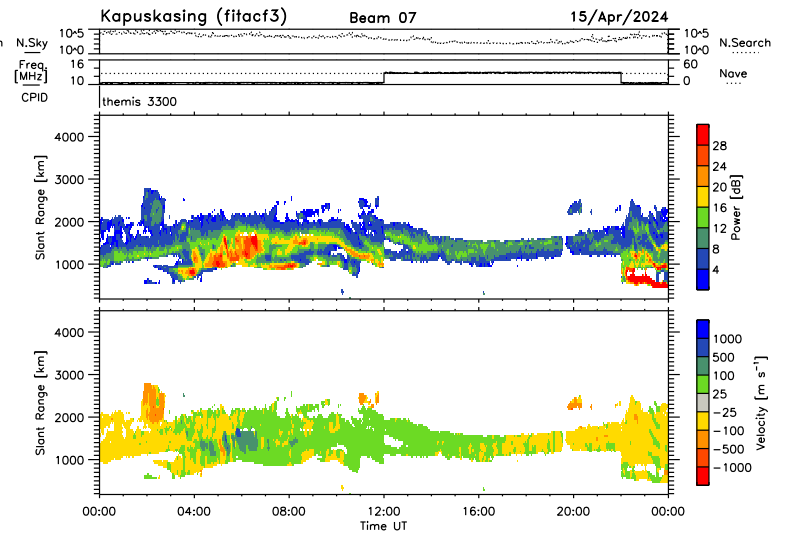 Kapuskasing (fitacf3) Beam 07 15/Apr/2024
n N.Sky 10^5 10^5 N.Search
10^0 10^0
Freq. 16 60
[MHz] 10 0 Nave
CPID themis 3300
4000
3000
2000
1000
Slant Range [km]
28
24
20
16
12
8
4
Power [dB]
4000
3000
2000
1000
Slant Range [km]
1000
500
100
25
-25
-100
-500
-1000
Velocity [m s⁻¹]
00:00 04:00 08:00 12:00 16:00 20:00 00:00
Time UT